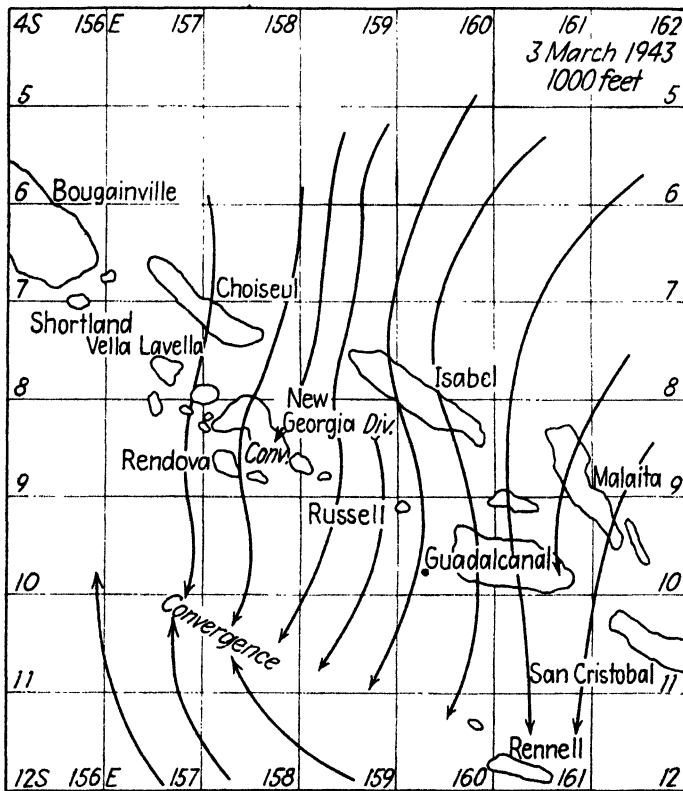 4S 156E 157 158 159 160 161 162
3 March 1943
1000 feet
5 5
6 6
Bougainville
7 7
Choiseul
Shortland
Vella Lavella
Isabel
8 8
New
Georgia Div.
Conv.
Rendova
Malaita
9 9
Russell
Guadalcanal
10 10
Convergence
San Cristobal
11 11
Rennell
12S 156E 157 158 159 160 161 12